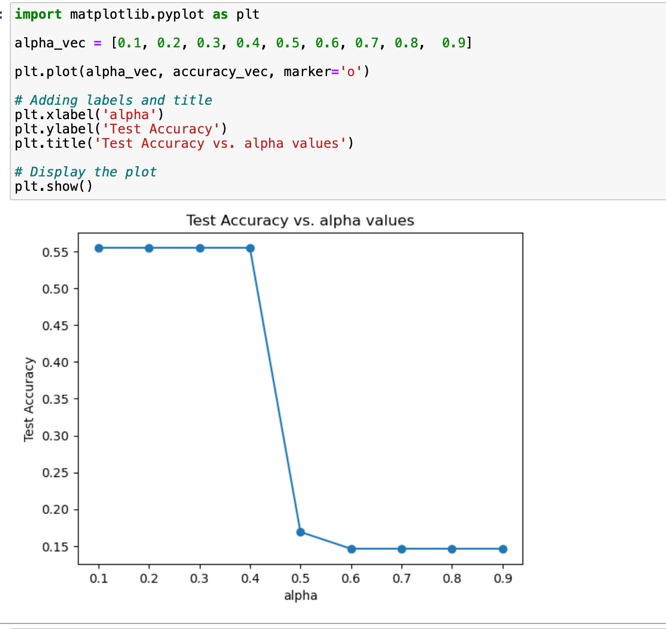 : import matplotlib.pyplot as plt
alpha_vec = [0.1, 0.2, 0.3, 0.4, 0.5, 0.6, 0.7, 0.8,  0.9]
plt.plot(alpha_vec, accuracy_vec, marker='o')
# Adding labels and title
plt.xlabel('alpha')
plt.ylabel('Test Accuracy')
plt.title('Test Accuracy vs. alpha values')
# Display the plot
plt.show()
Test Accuracy vs. alpha values
Test Accuracy
0.55
0.50
0.45
0.40
0.35
0.30
0.25
0.20
0.15
0.1 0.2 0.3 0.4 0.5 0.6 0.7 0.8 0.9
alpha